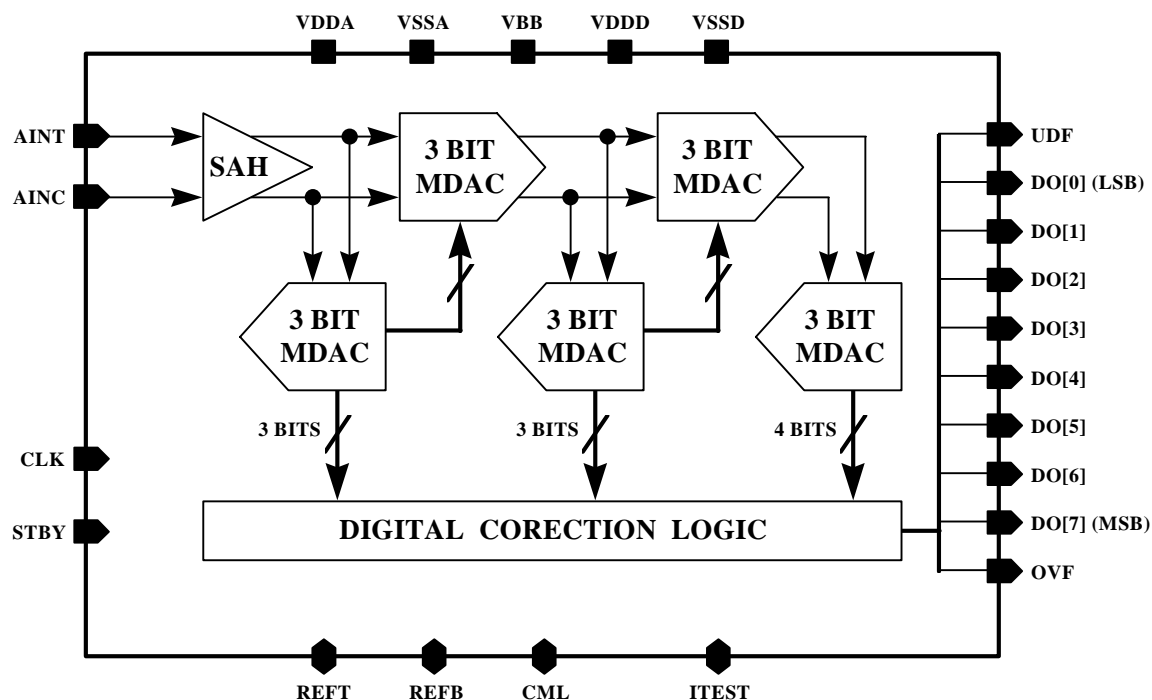 VDDA VSSA VBB VDDD VSSD
AINT
AINC
SAH
3 BIT
MDAC
3 BIT
MDAC
UDF
DO[0] (LSB)
DO[1]
DO[2]
DO[3]
DO[4]
DO[5]
DO[6]
DO[7] (MSB)
OVF
3 BIT
MDAC
3 BIT
MDAC
3 BIT
MDAC
3 BITS
3 BITS
4 BITS
CLK
STBY
DIGITAL CORECTION LOGIC
REFT REFB CML ITEST